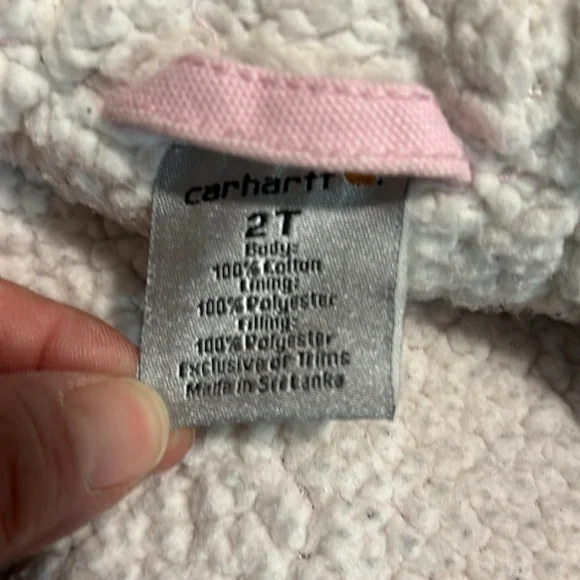 carhartt
2T
Body:
100% Cotton
Lining:
100% Polyester
Filling:
100% Polyester
Exclusive of Trims
Made in Sri Lanka